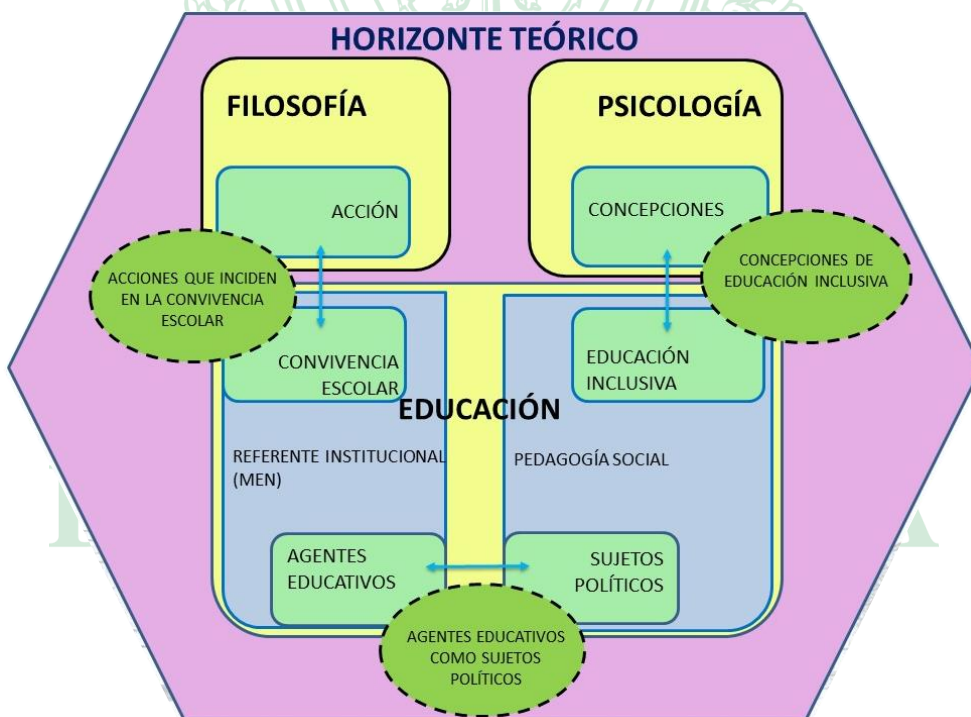 HORIZONTE TEÓRICO
FILOSOFÍA
PSICOLOGÍA
ACCIÓN
CONCEPCIONES
ACCIONES QUE INCIDEN
EN LA CONVIVENCIA
ESCOLAR
CONCEPCIONES DE
EDUCACIÓN INCLUSIVA
CONVIVENCIA
ESCOLAR
EDUCACIÓN
INCLUSIVA
EDUCACIÓN
REFERENTE INSTITUCIONAL
(MEN)
PEDAGOGÍA SOCIAL
AGENTES
EDUCATIVOS
SUJETOS
POLÍTICOS
AGENTES EDUCATIVOS
COMO SUJETOS
POLÍTICOS